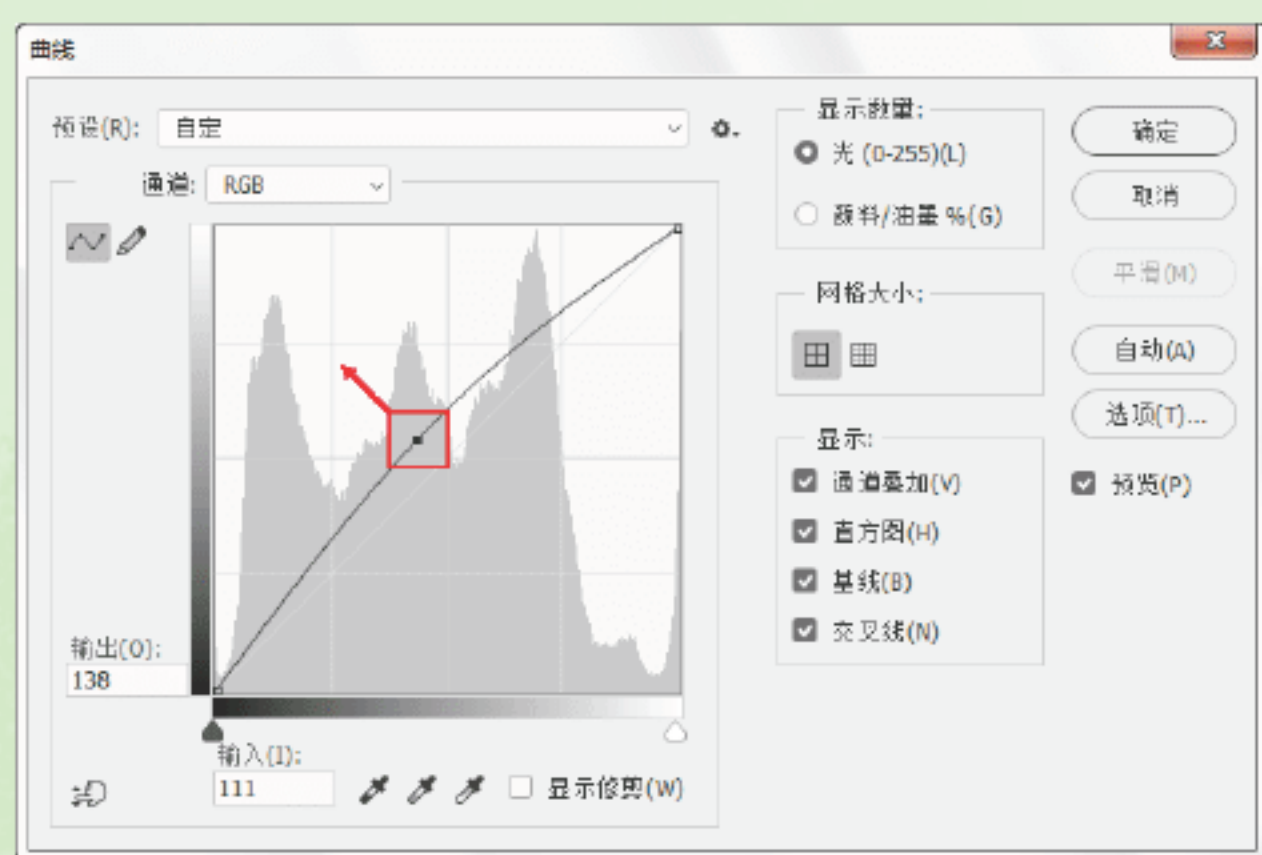 曲线
预设(R): 自定
通道: RGB
输出(O):
138
输入(I):
111
显示修剪(W)
显示数量:
光 (0-255)(L)
颜料/油墨 %(G)
网格大小:
显示:
通道叠加(V)
直方图(H)
基线(B)
交叉线(N)
确定
取消
平滑(M)
自动(A)
选项(T)...
预览(P)